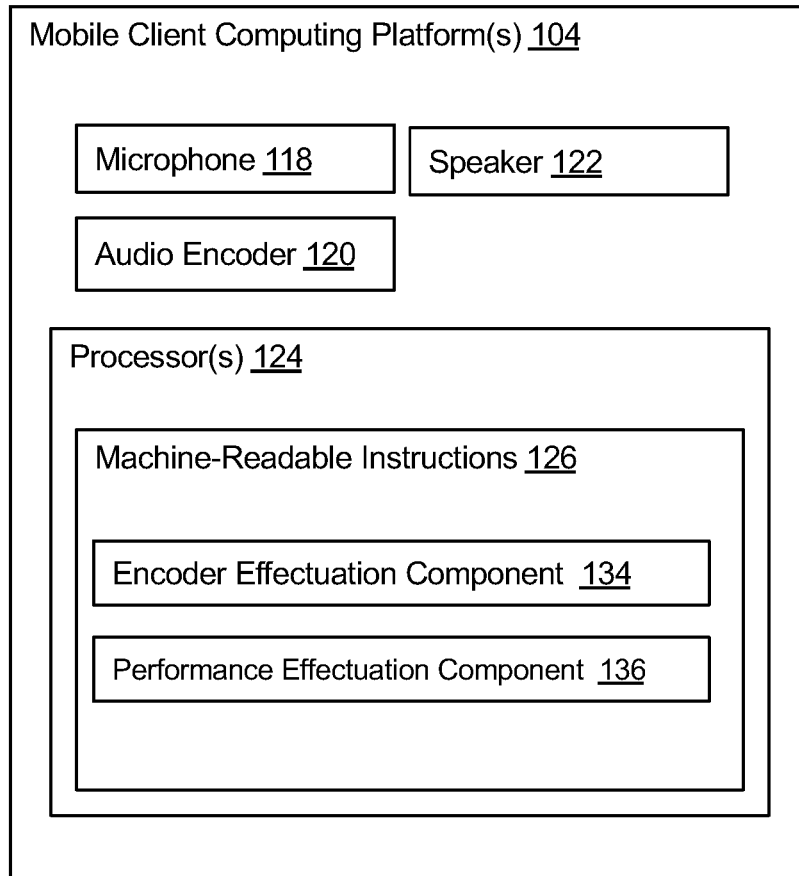 Mobile Client Computing Platform(s) 104
Microphone 118
Speaker 122
Audio Encoder 120
Processor(s) 124
Machine-Readable Instructions 126
Encoder Effectuation Component 134
Performance Effectuation Component 136